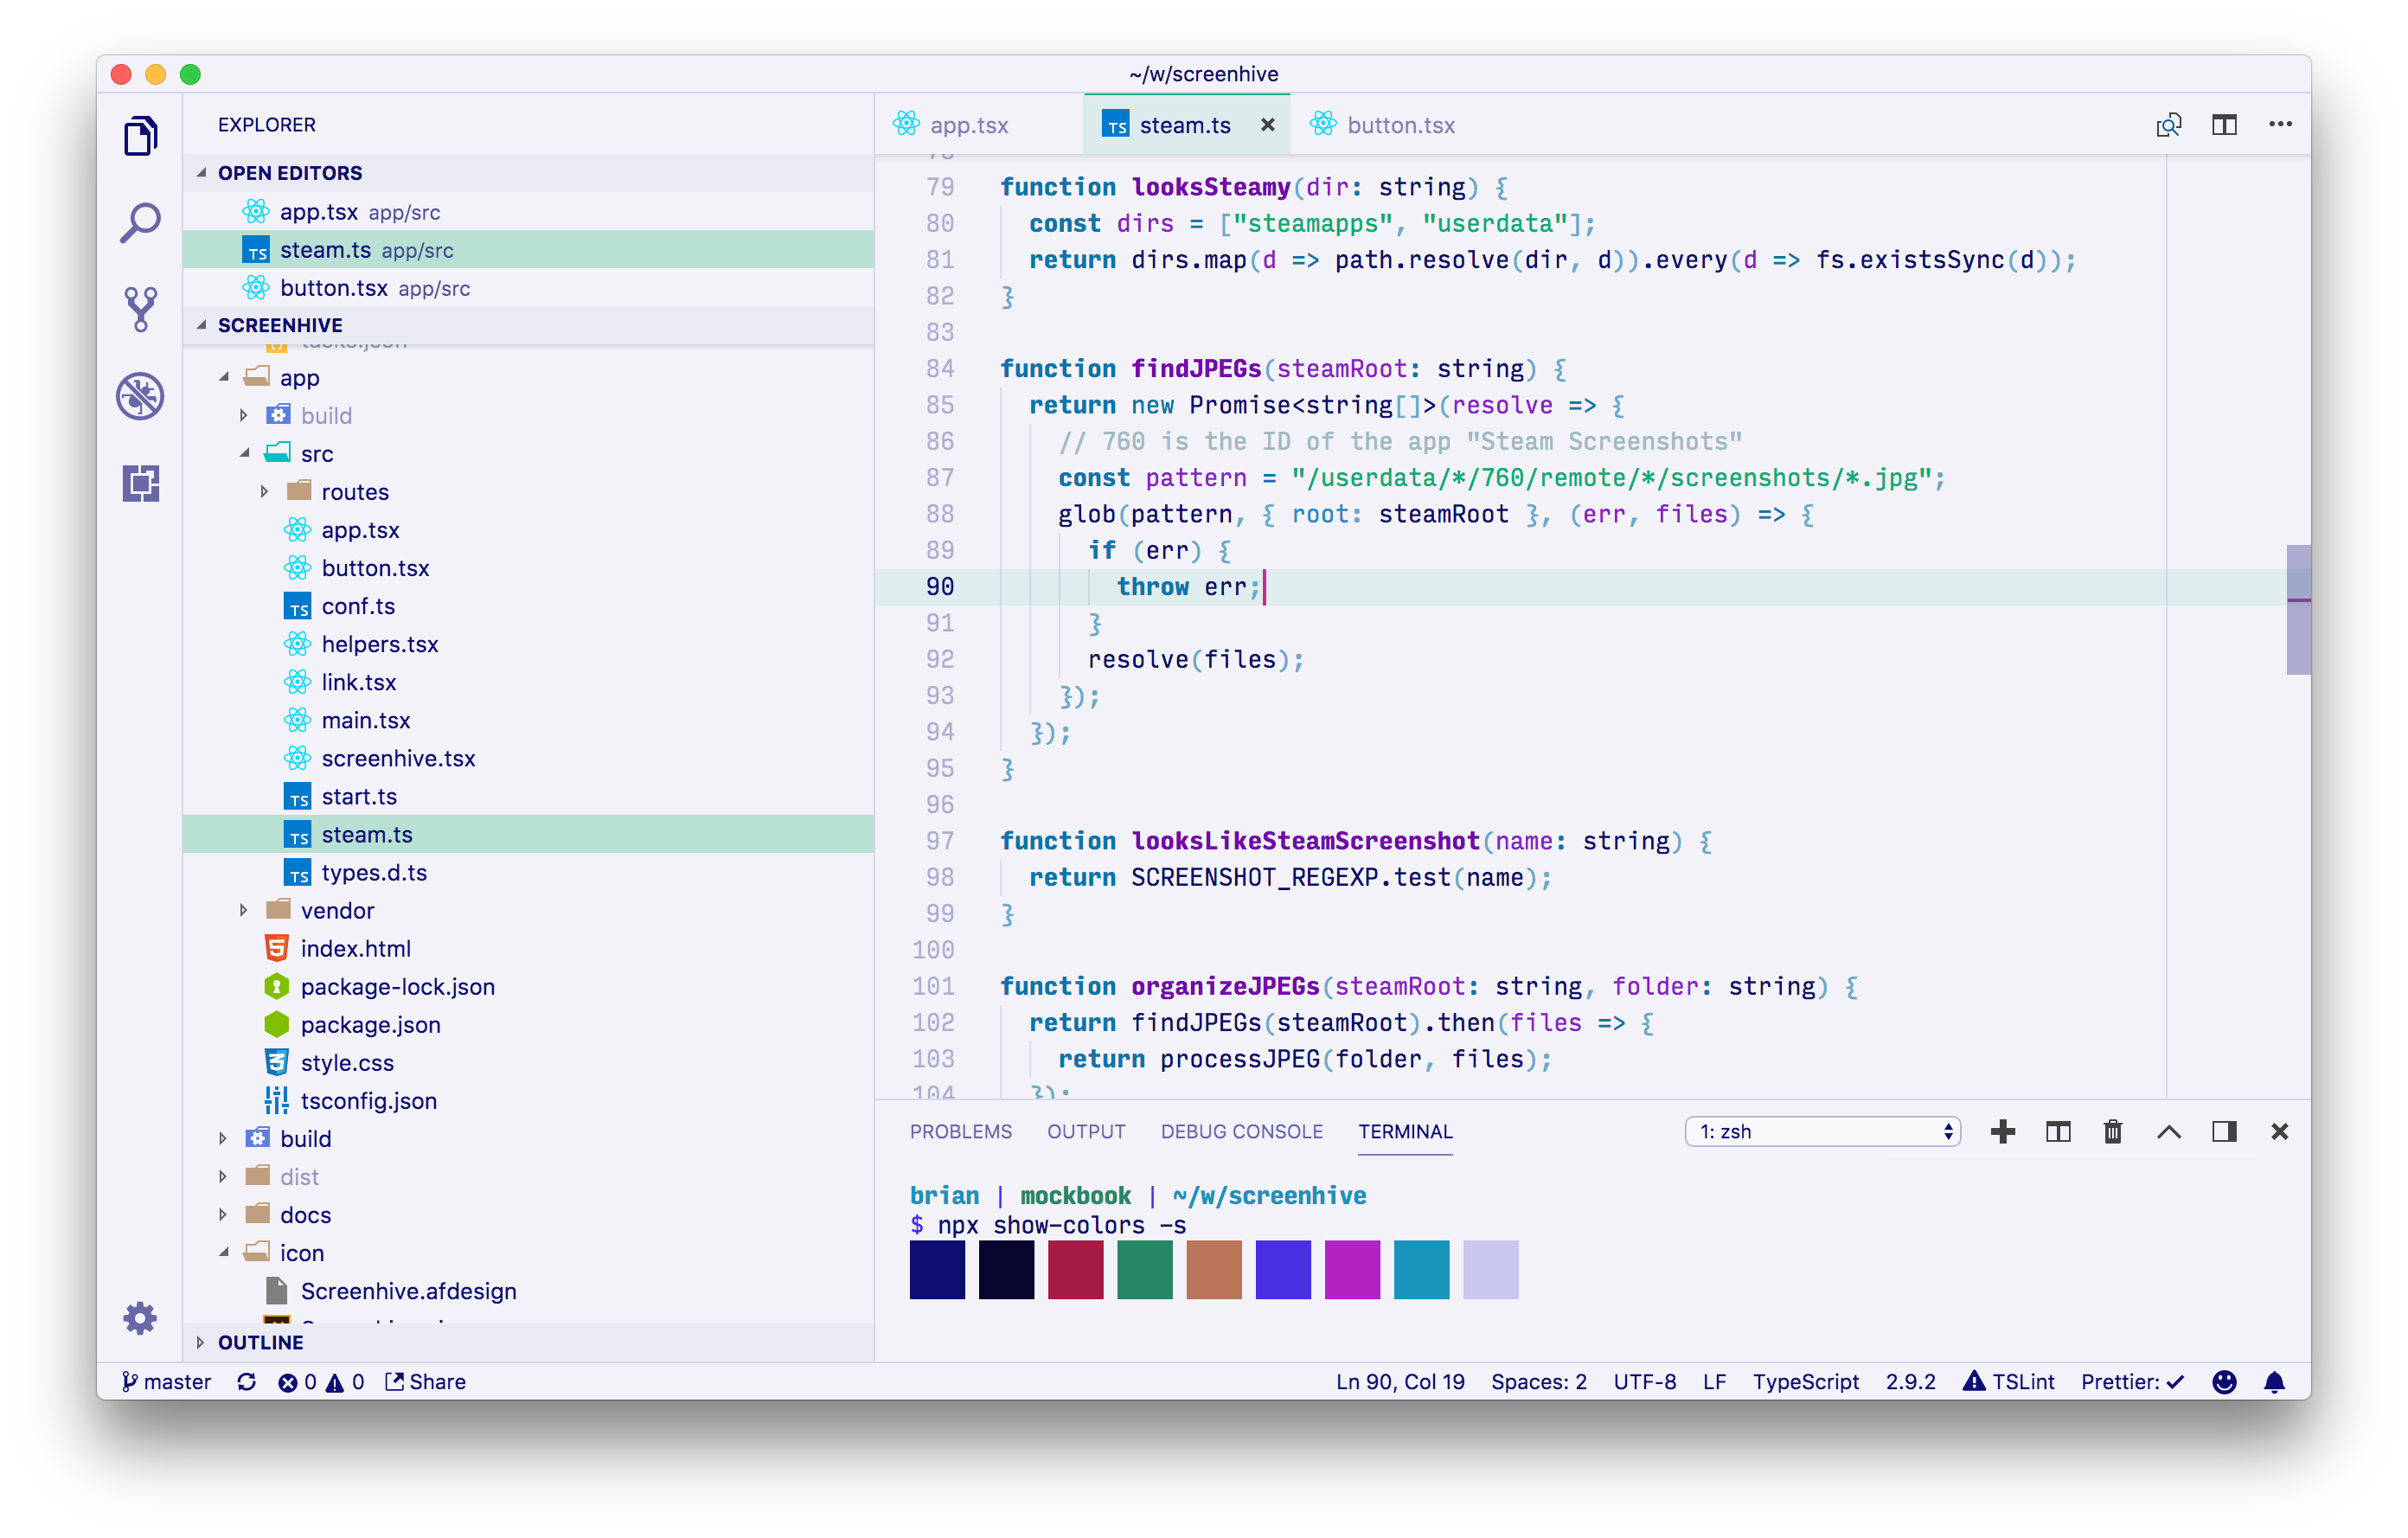 ~/w/screenhive
EXPLORER
OPEN EDITORS
app.tsx app/src
steam.ts app/src
button.tsx app/src
SCREENHIVE
tasks.json
app
build
src
routes
app.tsx
button.tsx
conf.ts
helpers.tsx
link.tsx
main.tsx
screenhive.tsx
start.ts
steam.ts
types.d.ts
vendor
index.html
package-lock.json
package.json
style.css
tsconfig.json
build
dist
docs
icon
Screenhive.afdesign
OUTLINE
app.tsx steam.ts button.tsx
78
79 function looksSteamy(dir: string) {
80 const dirs = ["steamapps", "userdata"];
81 return dirs.map(d => path.resolve(dir, d)).every(d => fs.existsSync(d));
82 }
83
84 function findJPEGs(steamRoot: string) {
85 return new Promise<string[]>(resolve => {
86 // 760 is the ID of the app "Steam Screenshots"
87 const pattern = "/userdata/*/760/remote/*/screenshots/*.jpg";
88 glob(pattern, { root: steamRoot }, (err, files) => {
89 if (err) {
90 throw err;
91 }
92 resolve(files);
93 });
94 });
95 }
96
97 function looksLikeSteamScreenshot(name: string) {
98 return SCREENSHOT_REGEXP.test(name);
99 }
100
101 function organizeJPEGs(steamRoot: string, folder: string) {
102 return findJPEGs(steamRoot).then(files => {
103 return processJPEG(folder, files);
104 });
PROBLEMS OUTPUT DEBUG CONSOLE TERMINAL 1: zsh
brian | mockbook | ~/w/screenhive
$ npx show-colors -s
master 0 0 Share Ln 90, Col 19 Spaces: 2 UTF-8 LF TypeScript 2.9.2 TSLint Prettier: ✓